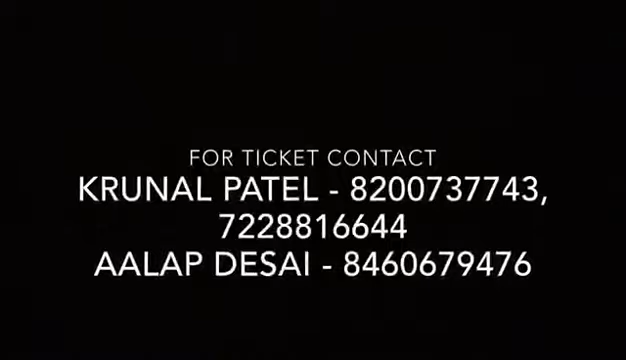 FOR TICKET CONTACT
KRUNAL PATEL - 8200737743,
7228816644
AALAP DESAI - 8460679476